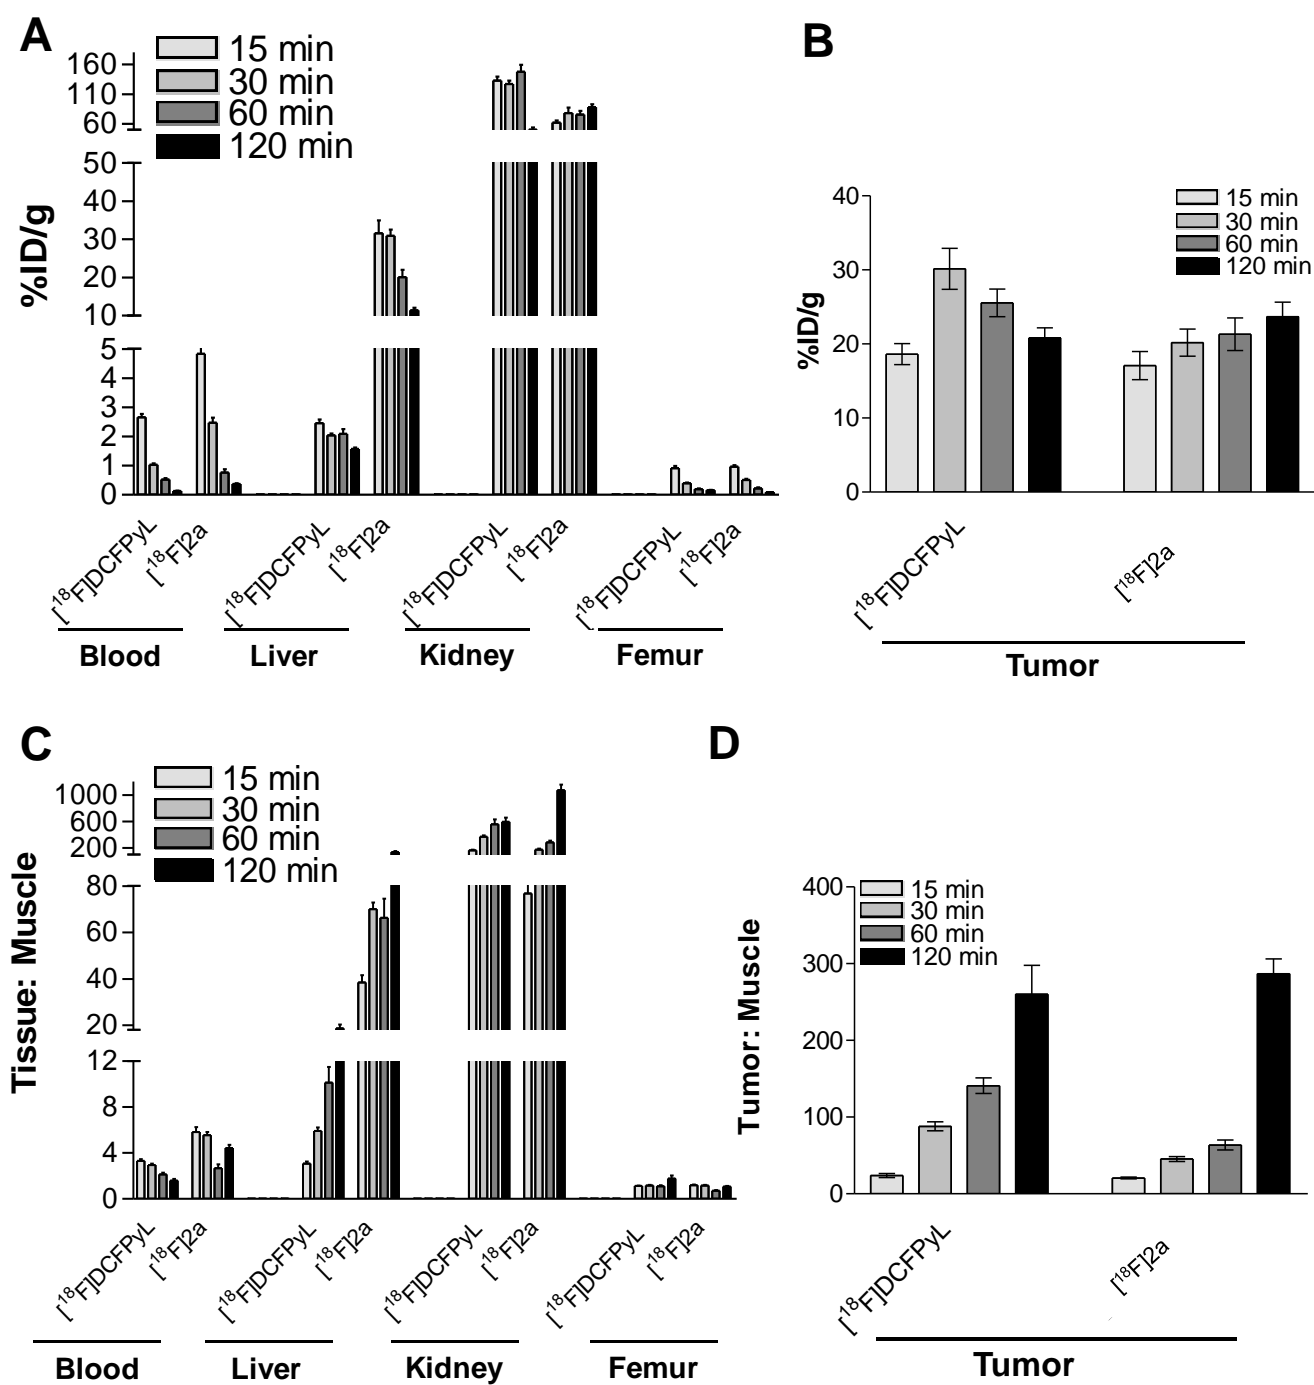 A
15 min
30 min
60 min
120 min
160
110
60
50
40
30
20
10
5
4
3
2
1
0
%ID/g
[18F]DCFPyL
[18F]2a
[18F]DCFPyL
[18F]2a
[18F]DCFPyL
[18F]2a
[18F]DCFPyL
[18F]2a
Blood
Liver
Kidney
Femur
B
15 min
30 min
60 min
120 min
40
30
20
10
0
%ID/g
[18F]DCFPyL
[18F]2a
Tumor
C
15 min
30 min
60 min
120 min
1000
600
200
80
60
40
20
12
8
4
0
Tissue: Muscle
[18F]DCFPyL
[18F]2a
[18F]DCFPyL
[18F]2a
[18F]DCFPyL
[18F]2a
[18F]DCFPyL
[18F]2a
Blood
Liver
Kidney
Femur
D
15 min
30 min
60 min
120 min
400
300
200
100
0
Tumor: Muscle
[18F]DCFPyL
[18F]2a
Tumor